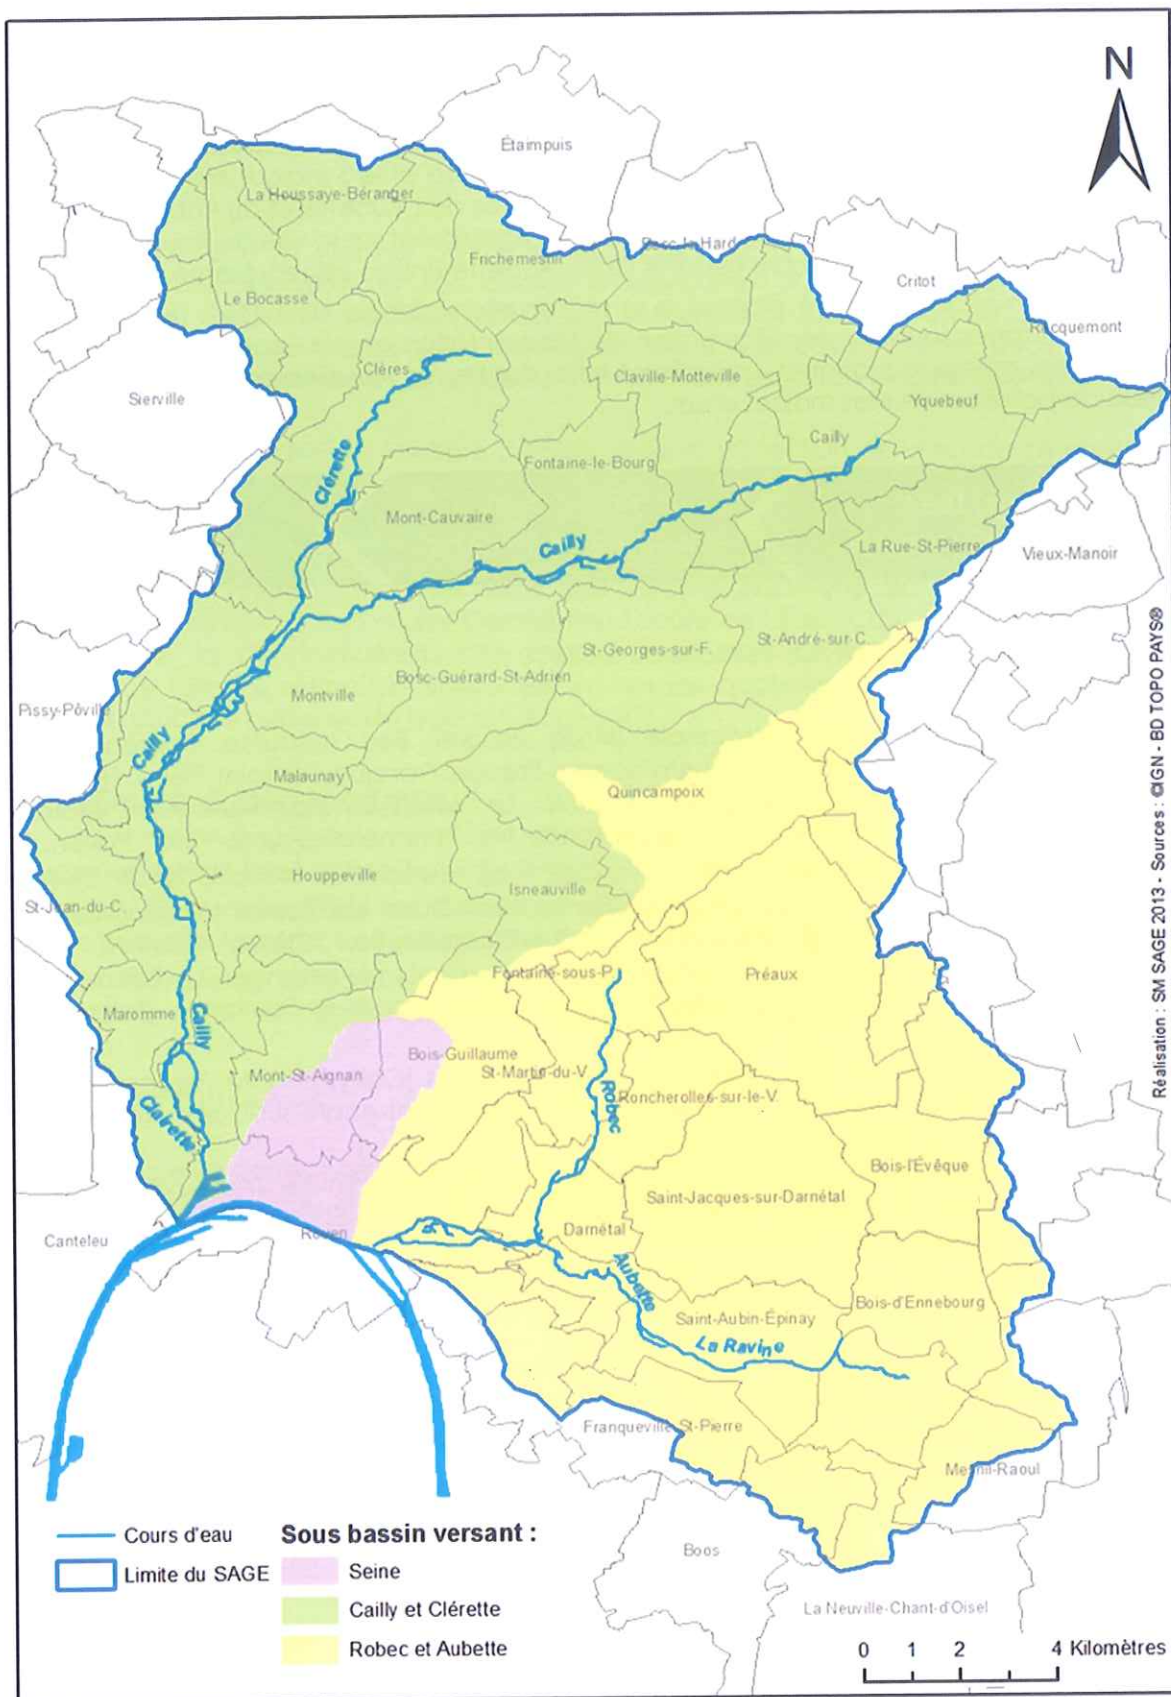 N
Étaimpuis
La Houssaye-Béranger
Bosc-le-Hard
Frichemesnil
Critot
Le Bocasse
Rocquemont
Clères
Claville-Motteville
Sierville
Yquebeuf
Cailly
Clérette
Fontaine-le-Bourg
Mont-Cauvaire
Cailly
La Rue-St-Pierre
Vieux-Manoir
St-Georges-sur-F.
St-André-sur-C.
Bosc-Guérard-St-Adrien
Montville
Pissy-Pôville
Cailly
Malaunay
Quincampoix
Houppeville
Isneauville
St-Jean-du-C.
Fontaine-sous-P.
Préaux
Maromme
Cailly
Bois-Guillaume
Mont-St-Aignan
St-Martin-du-V.
Roncherolles-sur-le-V.
Robec
Clairette
Bois-l'Évêque
Saint-Jacques-sur-Darnétal
Canteleu
Rouen
Darnétal
Aubette
Bois-d'Ennebourg
Saint-Aubin-Épinay
La Ravine
Franqueville-St-Pierre
Mesnil-Raoul
Boos
La Neuville-Chant-d'Oisel
Réalisation : SM SAGE 2013 - Sources : ©IGN - BD TOPO PAYS®
Cours d'eau
Limite du SAGE
Sous bassin versant :
Seine
Cailly et Clérette
Robec et Aubette
0 1 2 4 Kilomètres